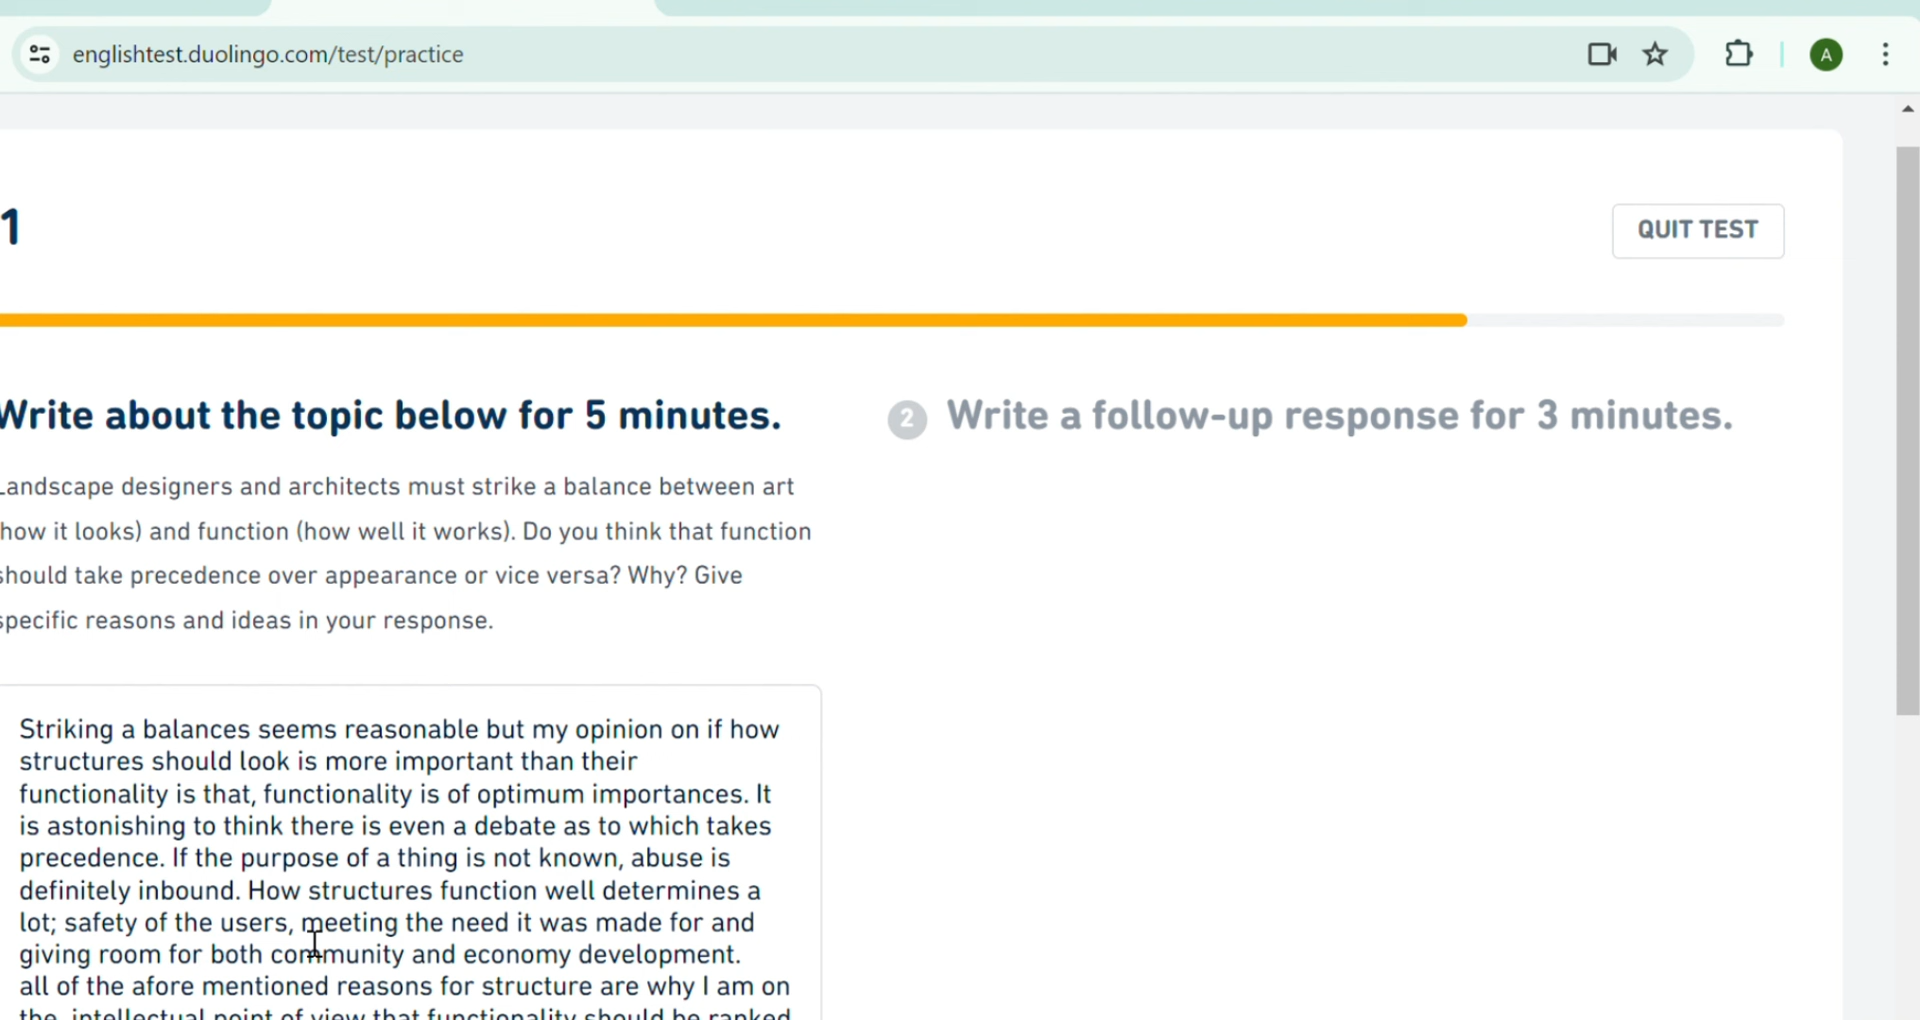 englishtest.duolingo.com/test/practice
A
1
QUIT TEST
Write about the topic below for 5 minutes.
2 Write a follow-up response for 3 minutes.
Landscape designers and architects must strike a balance between art
how it looks) and function (how well it works). Do you think that function
should take precedence over appearance or vice versa? Why? Give
specific reasons and ideas in your response.
Striking a balances seems reasonable but my opinion on if how
structures should look is more important than their
functionality is that, functionality is of optimum importances. It
is astonishing to think there is even a debate as to which takes
precedence. If the purpose of a thing is not known, abuse is
definitely inbound. How structures function well determines a
lot; safety of the users, meeting the need it was made for and
giving room for both community and economy development.
all of the afore mentioned reasons for structure are why I am on
the intellectual point of view that functionality should be ranked